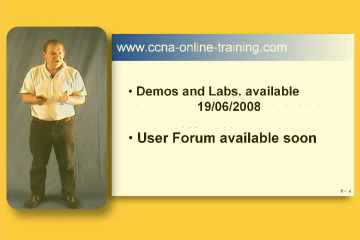 www.ccna-online-training.com
• Demos and Labs. available
19/06/2008
• User Forum available soon